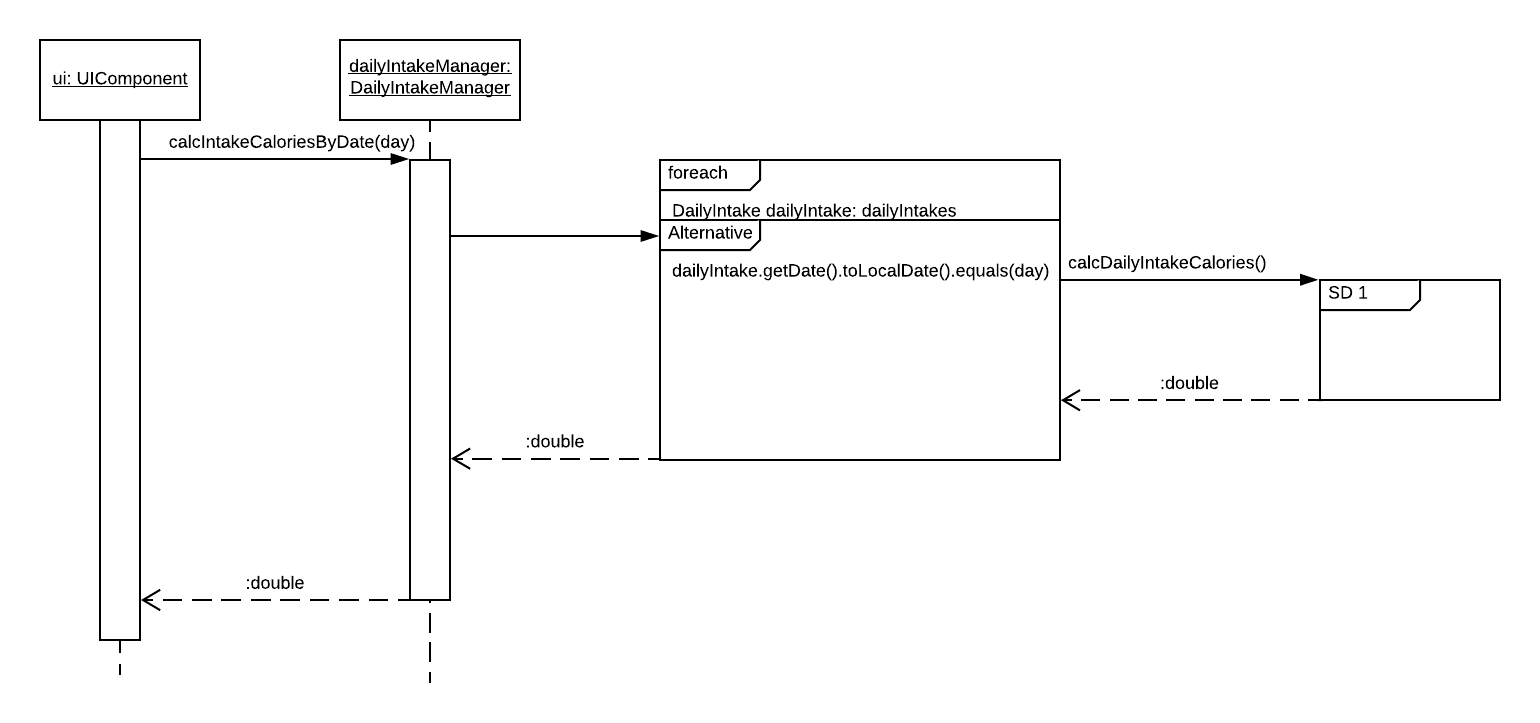 ui: UIComponent
dailyIntakeManager:
DailyIntakeManager
calcIntakeCaloriesByDate(day)
foreach
DailyIntake dailyIntake: dailyIntakes
Alternative
dailyIntake.getDate().toLocalDate().equals(day)
calcDailyIntakeCalories()
SD 1
:double
:double
:double